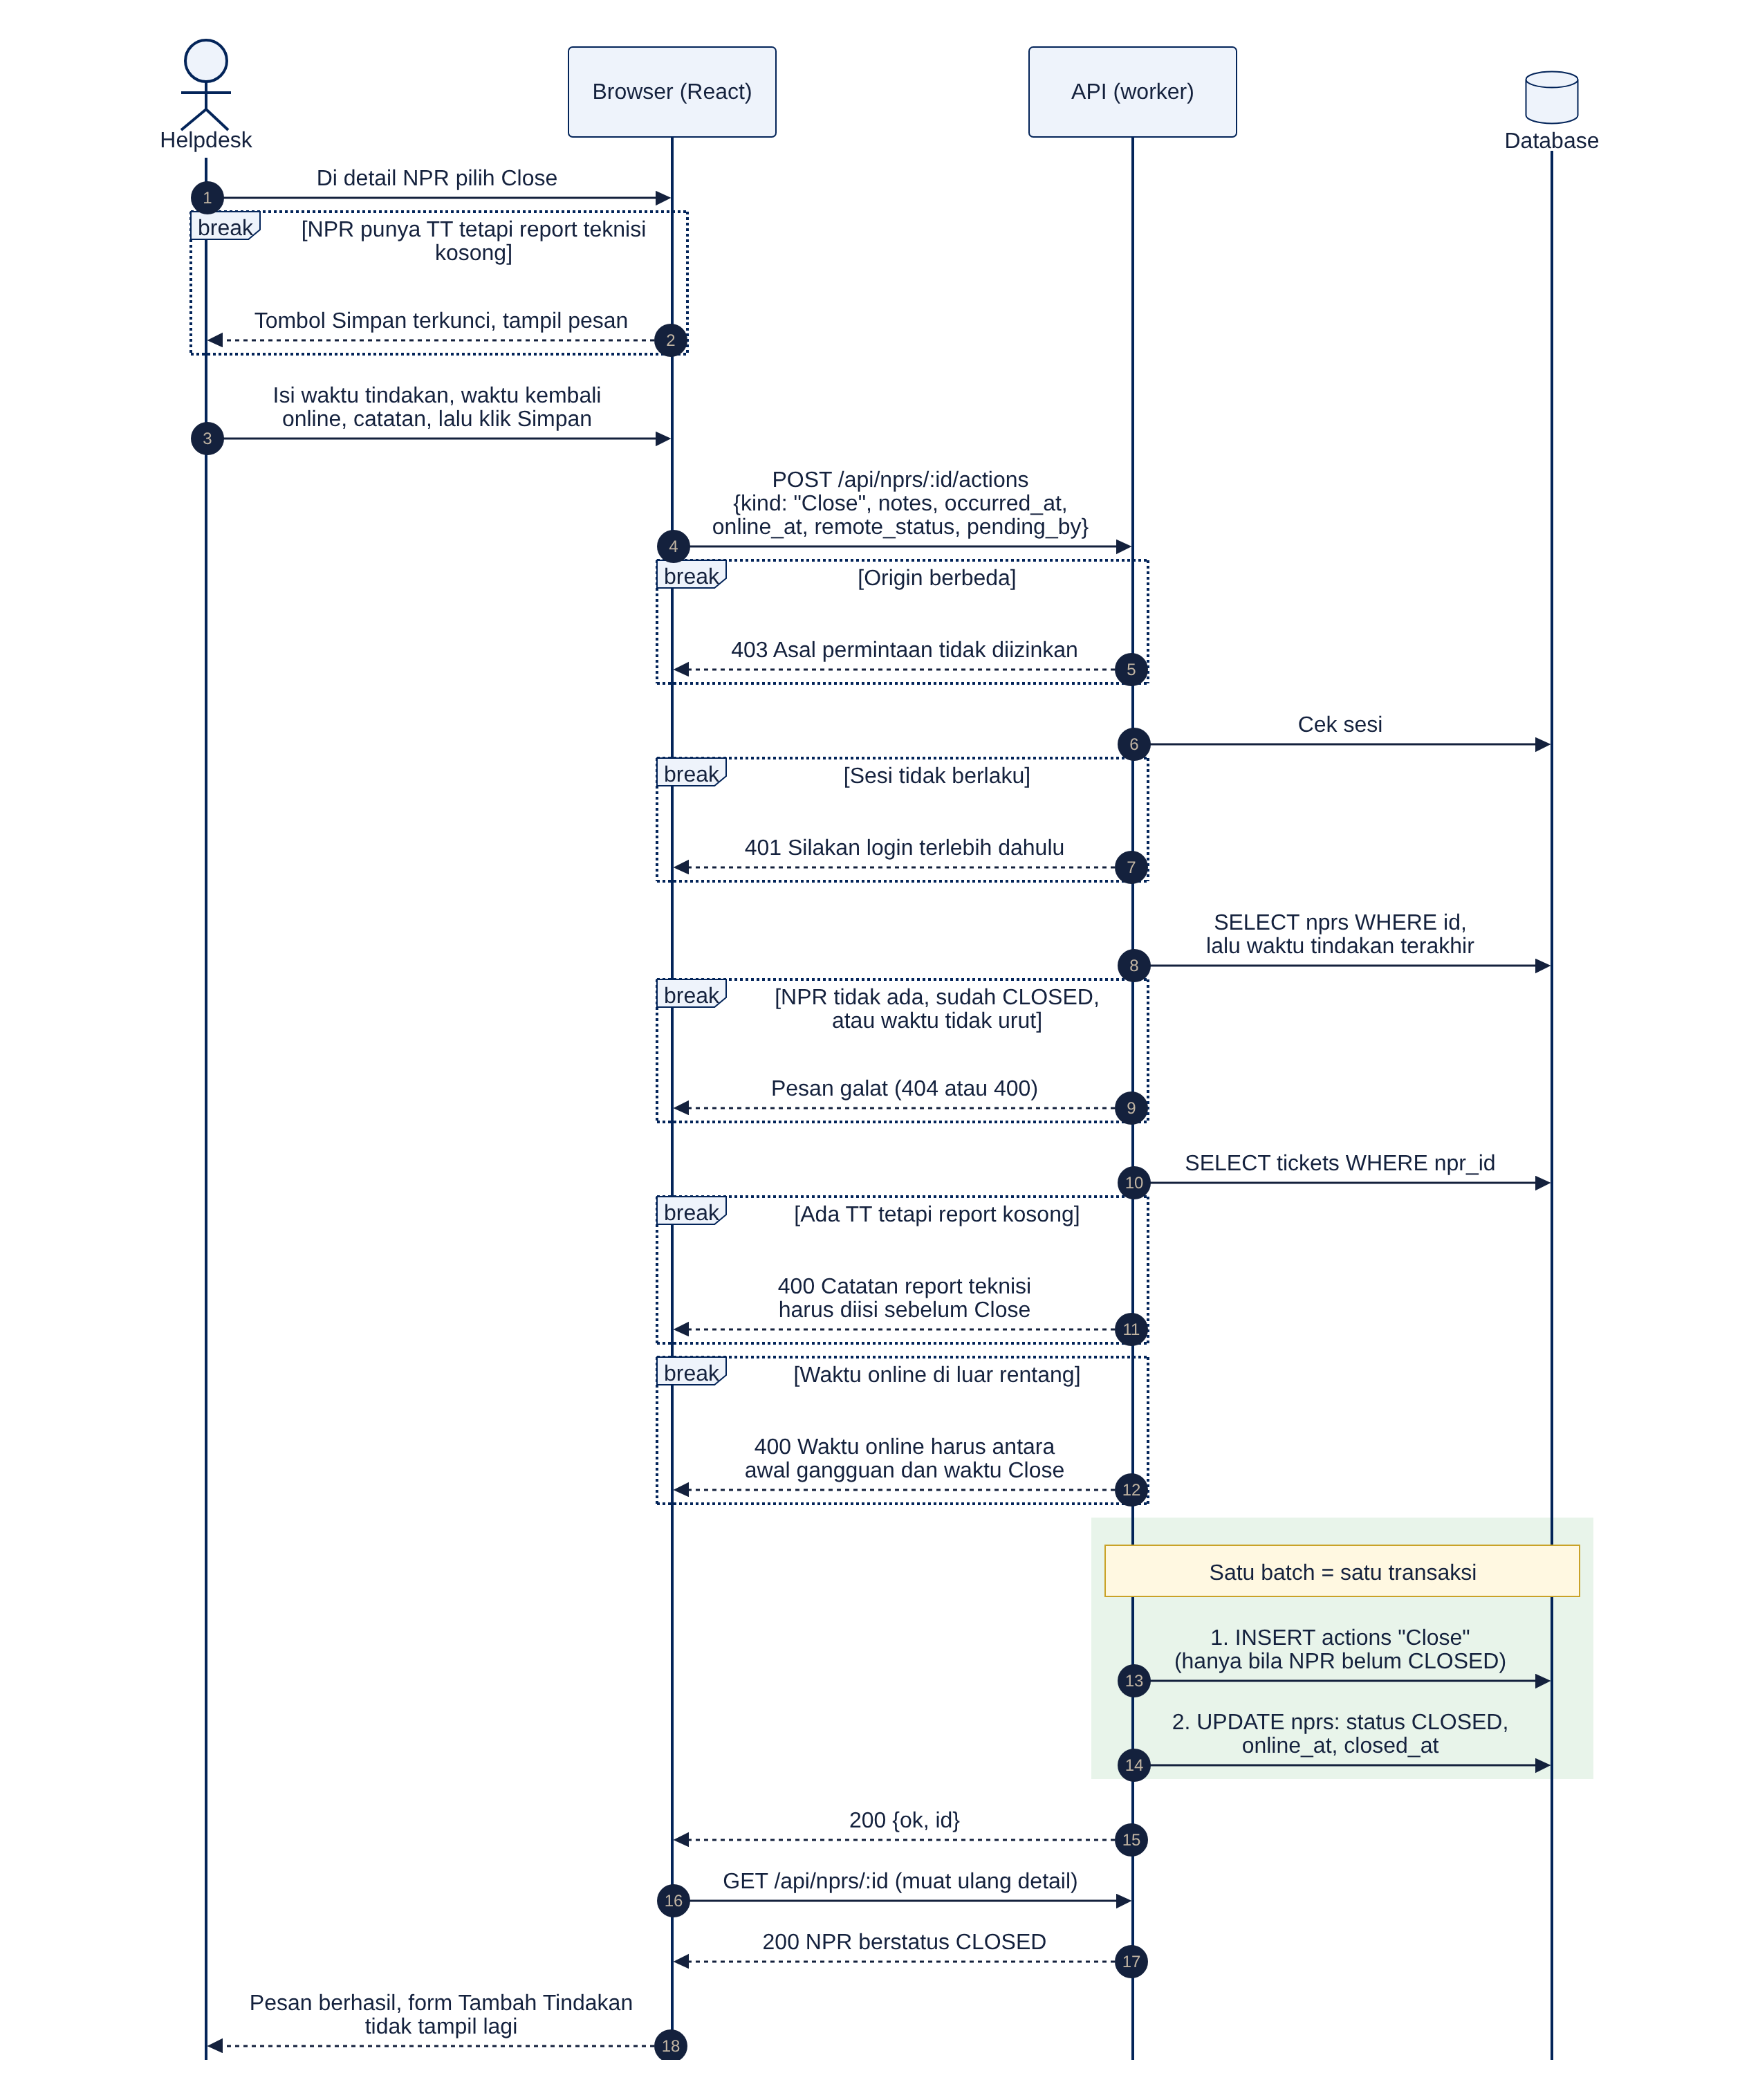 Helpdesk
Browser (React)
API (worker)
Database
Di detail NPR pilih Close
1
break
[NPR punya TT tetapi report teknisi
kosong]
Tombol Simpan terkunci, tampil pesan
2
Isi waktu tindakan, waktu kembali
online, catatan, lalu klik Simpan
3
POST /api/nprs/:id/actions
{kind: "Close", notes, occurred_at,
online_at, remote_status, pending_by}
4
break
[Origin berbeda]
403 Asal permintaan tidak diizinkan
5
Cek sesi
6
break
[Sesi tidak berlaku]
401 Silakan login terlebih dahulu
7
SELECT nprs WHERE id,
lalu waktu tindakan terakhir
8
break
[NPR tidak ada, sudah CLOSED,
atau waktu tidak urut]
Pesan galat (404 atau 400)
9
SELECT tickets WHERE npr_id
10
break
[Ada TT tetapi report kosong]
400 Catatan report teknisi
harus diisi sebelum Close
11
break
[Waktu online di luar rentang]
400 Waktu online harus antara
awal gangguan dan waktu Close
12
Satu batch = satu transaksi
1. INSERT actions "Close"
(hanya bila NPR belum CLOSED)
13
2. UPDATE nprs: status CLOSED,
online_at, closed_at
14
200 {ok, id}
15
GET /api/nprs/:id (muat ulang detail)
16
200 NPR berstatus CLOSED
17
Pesan berhasil, form Tambah Tindakan
tidak tampil lagi
18